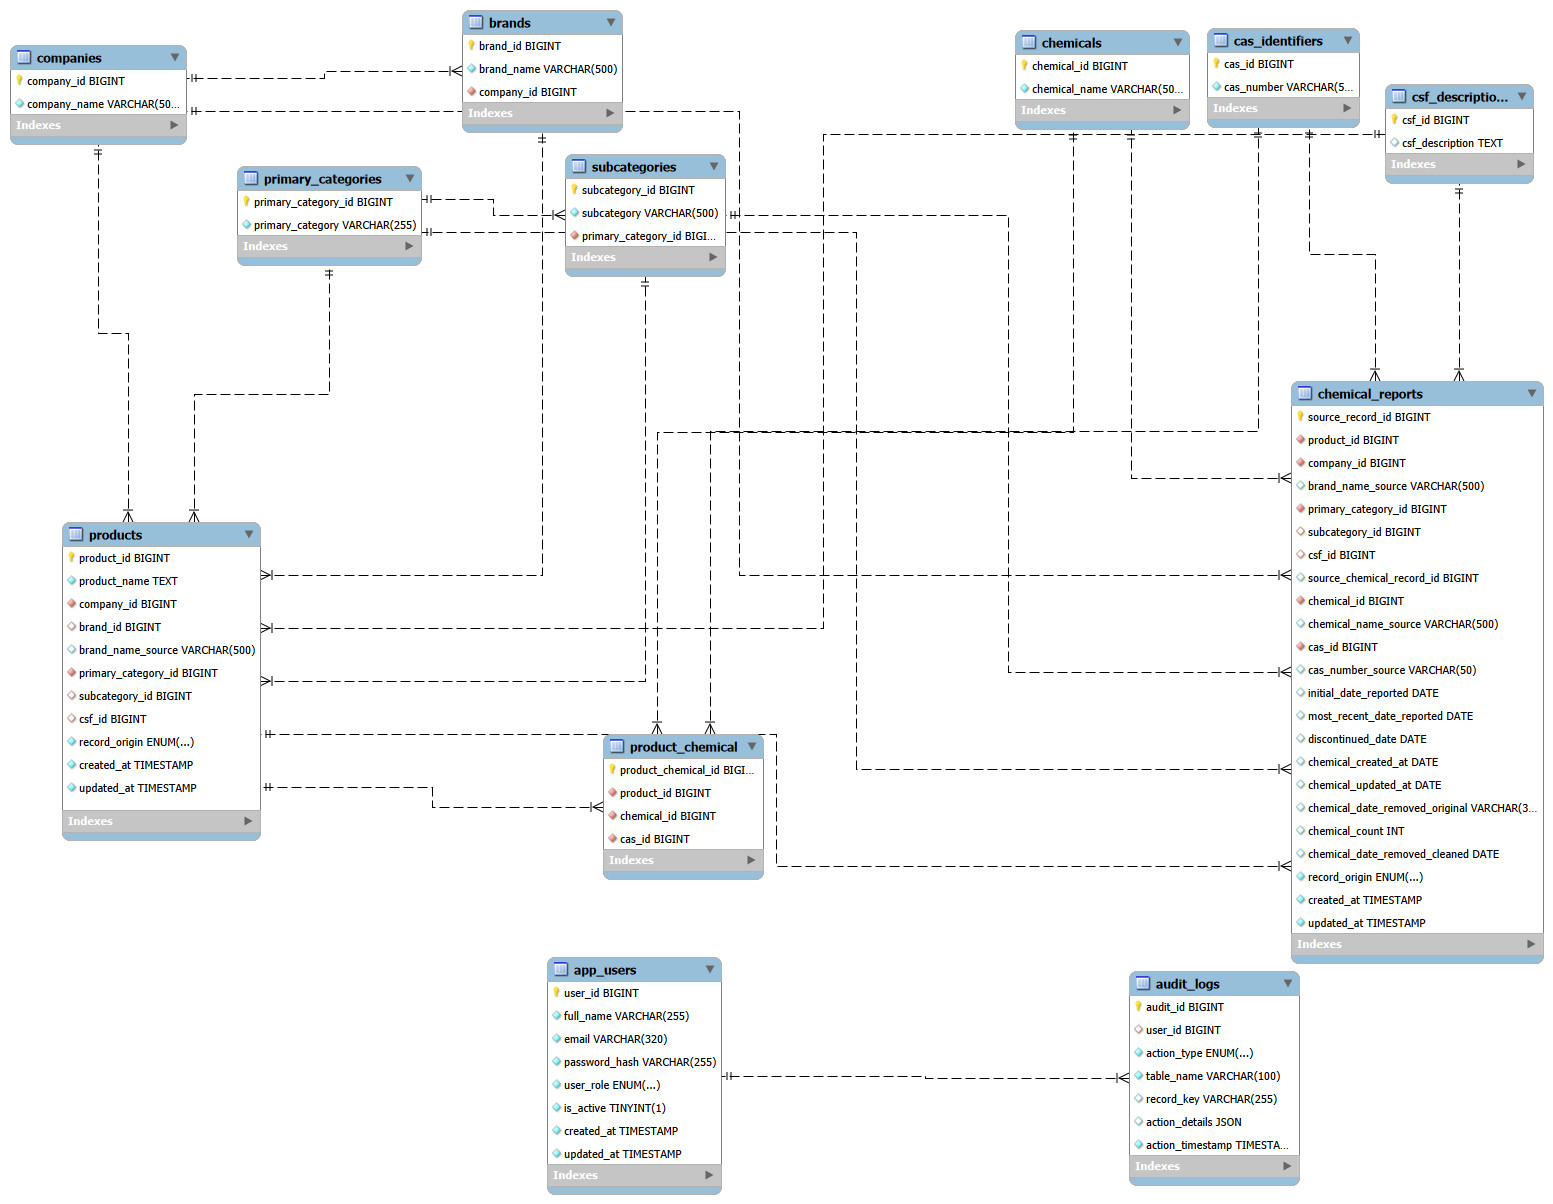 companies
company_id BIGINT
company_name VARCHAR(50...
Indexes
brands
brand_id BIGINT
brand_name VARCHAR(500)
company_id BIGINT
Indexes
chemicals
chemical_id BIGINT
chemical_name VARCHAR(50...
Indexes
cas_identifiers
cas_id BIGINT
cas_number VARCHAR(5...
Indexes
csf_descriptio...
csf_id BIGINT
csf_description TEXT
Indexes
primary_categories
primary_category_id BIGINT
primary_category VARCHAR(255)
Indexes
subcategories
subcategory_id BIGINT
subcategory VARCHAR(500)
primary_category_id BIGI...
Indexes
chemical_reports
source_record_id BIGINT
product_id BIGINT
company_id BIGINT
brand_name_source VARCHAR(500)
primary_category_id BIGINT
subcategory_id BIGINT
csf_id BIGINT
source_chemical_record_id BIGINT
chemical_id BIGINT
chemical_name_source VARCHAR(500)
cas_id BIGINT
cas_number_source VARCHAR(50)
initial_date_reported DATE
most_recent_date_reported DATE
discontinued_date DATE
chemical_created_at DATE
chemical_updated_at DATE
chemical_date_removed_original VARCHAR(3...
chemical_count INT
chemical_date_removed_cleaned DATE
record_origin ENUM(...)
created_at TIMESTAMP
updated_at TIMESTAMP
Indexes
products
product_id BIGINT
product_name TEXT
company_id BIGINT
brand_id BIGINT
brand_name_source VARCHAR(500)
primary_category_id BIGINT
subcategory_id BIGINT
csf_id BIGINT
record_origin ENUM(...)
created_at TIMESTAMP
updated_at TIMESTAMP
Indexes
product_chemical
product_chemical_id BIGI...
product_id BIGINT
chemical_id BIGINT
cas_id BIGINT
Indexes
app_users
user_id BIGINT
full_name VARCHAR(255)
email VARCHAR(320)
password_hash VARCHAR(255)
user_role ENUM(...)
is_active TINYINT(1)
created_at TIMESTAMP
updated_at TIMESTAMP
Indexes
audit_logs
audit_id BIGINT
user_id BIGINT
action_type ENUM(...)
table_name VARCHAR(100)
record_key VARCHAR(255)
action_details JSON
action_timestamp TIMESTA...
Indexes